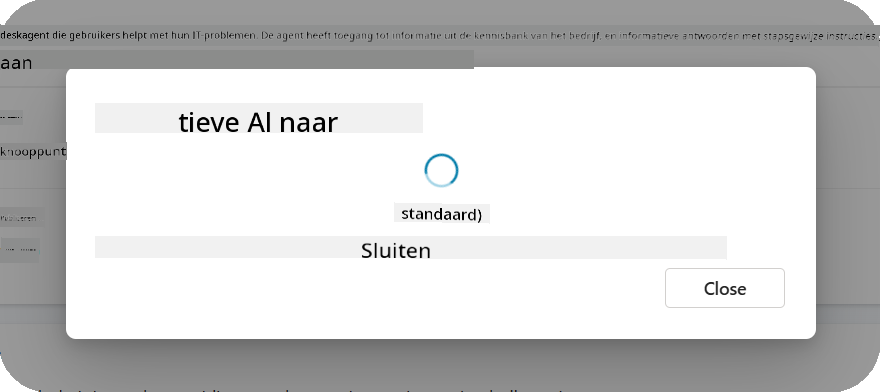 deskagent die gebruikers helpt met hun IT-problemen. De agent heeft toegang tot informatie uit de kennisbank van het bedrijf, en informatieve antwoorden met stapsgewijze instructies,
aan
tieve AI naar
knooppunt
standaard)
Publiceren
Sluiten
Close